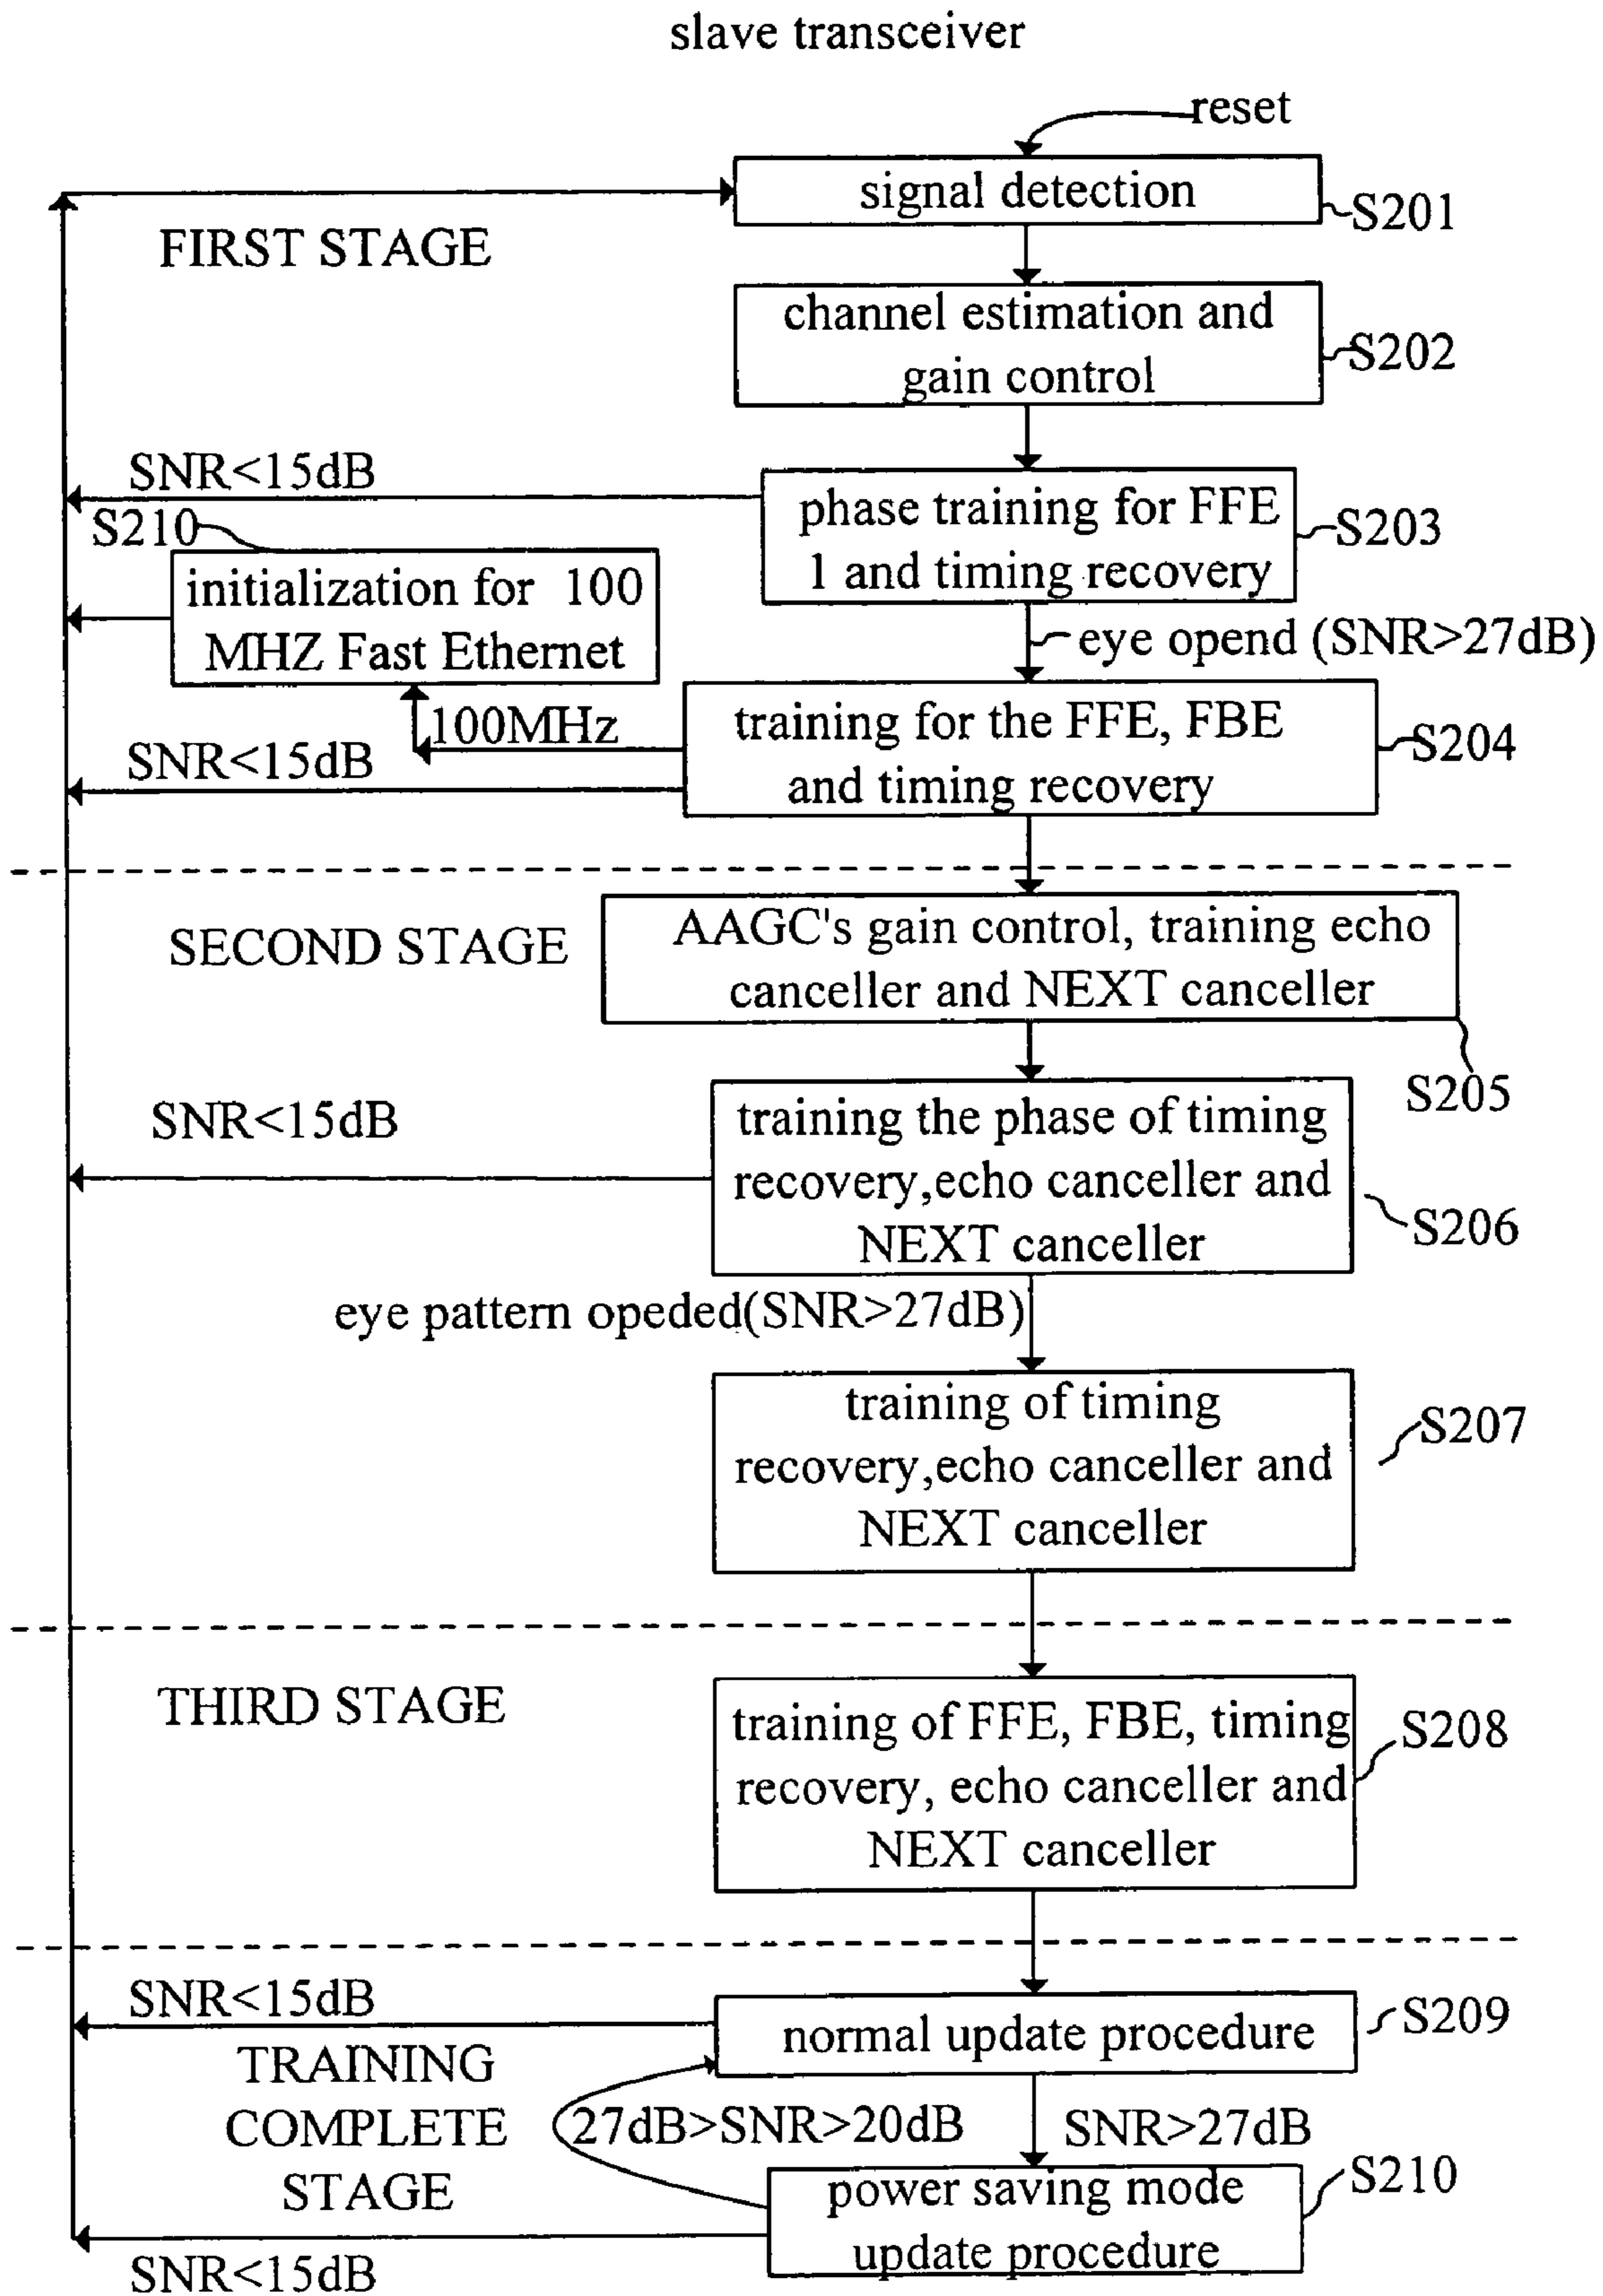 slave transceiver
reset
signal detection
S201
FIRST STAGE
channel estimation and
gain control
S202
SNR<15dB
phase training for FFE
1 and timing recovery
S203
S210
initialization for 100
MHZ Fast Ethernet
eye opend (SNR>27dB)
100MHz
training for the FFE, FBE
and timing recovery
S204
SNR<15dB
SECOND STAGE
AAGC's gain control, training echo
canceller and NEXT canceller
S205
SNR<15dB
training the phase of timing
recovery,echo canceller and
NEXT canceller
S206
eye pattern opeded(SNR>27dB)
training of timing
recovery,echo canceller and
NEXT canceller
S207
THIRD STAGE
training of FFE, FBE, timing
recovery, echo canceller and
NEXT canceller
S208
SNR<15dB
normal update procedure
S209
TRAINING
COMPLETE
STAGE
27dB>SNR>20dB
SNR>27dB
power saving mode
update procedure
S210
SNR<15dB